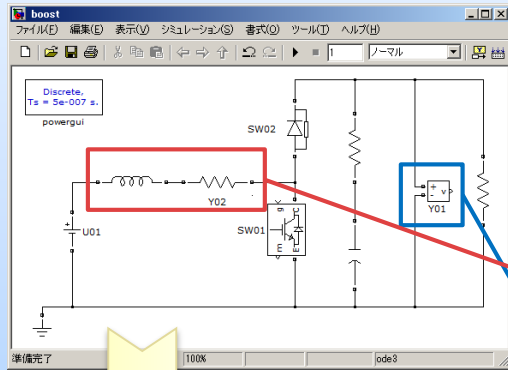 boost
ファイル(F) 編集(E) 表示(V) シミュレーション(S) 書式(O) ツール(T) ヘルプ(H)
1 ノーマル
Discrete,
Ts = 5e-007 s.
powergui
SW02
Y02
+ U01
SW01
g C
m E
+ v
-
Y01
準備完了 100% ode3